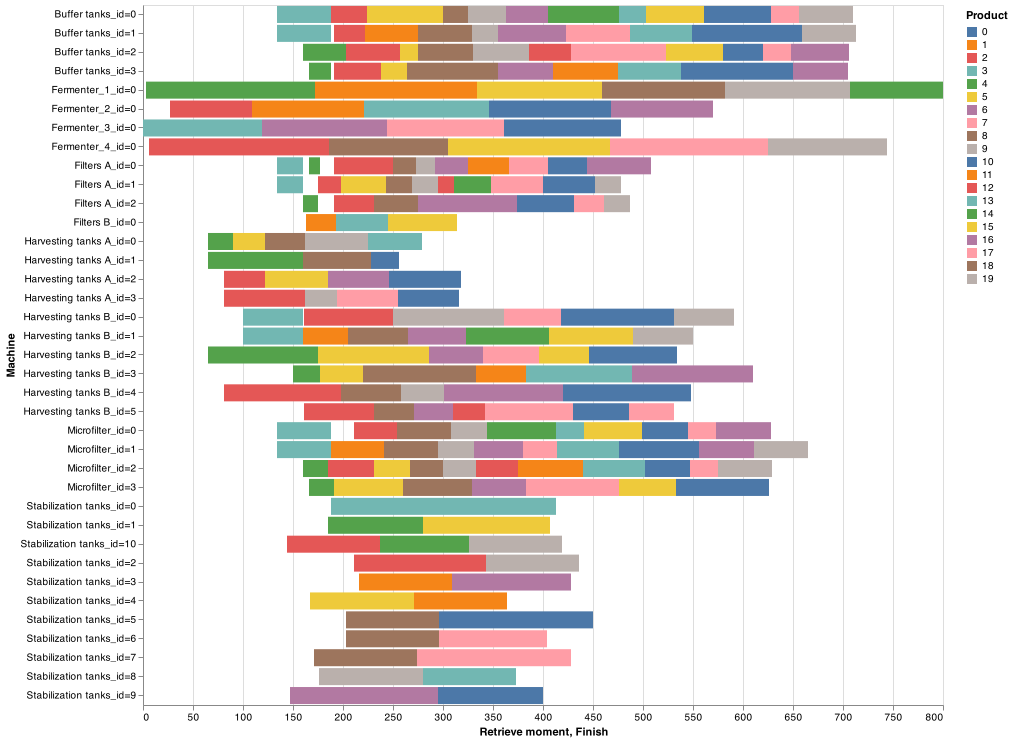 Product
0
1
2
3
4
5
6
7
8
9
10
11
12
13
14
15
16
17
18
19
Machine
Buffer tanks_id=0
Buffer tanks_id=1
Buffer tanks_id=2
Buffer tanks_id=3
Fermenter_1_id=0
Fermenter_2_id=0
Fermenter_3_id=0
Fermenter_4_id=0
Filters A_id=0
Filters A_id=1
Filters A_id=2
Filters B_id=0
Harvesting tanks A_id=0
Harvesting tanks A_id=1
Harvesting tanks A_id=2
Harvesting tanks A_id=3
Harvesting tanks B_id=0
Harvesting tanks B_id=1
Harvesting tanks B_id=2
Harvesting tanks B_id=3
Harvesting tanks B_id=4
Harvesting tanks B_id=5
Microfilter_id=0
Microfilter_id=1
Microfilter_id=2
Microfilter_id=3
Stabilization tanks_id=0
Stabilization tanks_id=1
Stabilization tanks_id=10
Stabilization tanks_id=2
Stabilization tanks_id=3
Stabilization tanks_id=4
Stabilization tanks_id=5
Stabilization tanks_id=6
Stabilization tanks_id=7
Stabilization tanks_id=8
Stabilization tanks_id=9
0 50 100 150 200 250 300 350 400 450 500 550 600 650 700 750 800
Retrieve moment, Finish